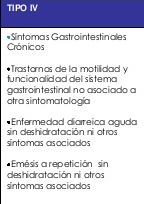 TIPO IV
•Síntomas Gastrointestinales
Crónicos
•Trastornos de la motilidad y
funcionalidad del sistema
gastrointestinal no asociado a
otra sintomatología
•Enfermedad diarreica aguda
sin deshidratación ni otros
síntomas asociados
•Emésis a repetición sin
deshidratación ni otros
síntomas asociados